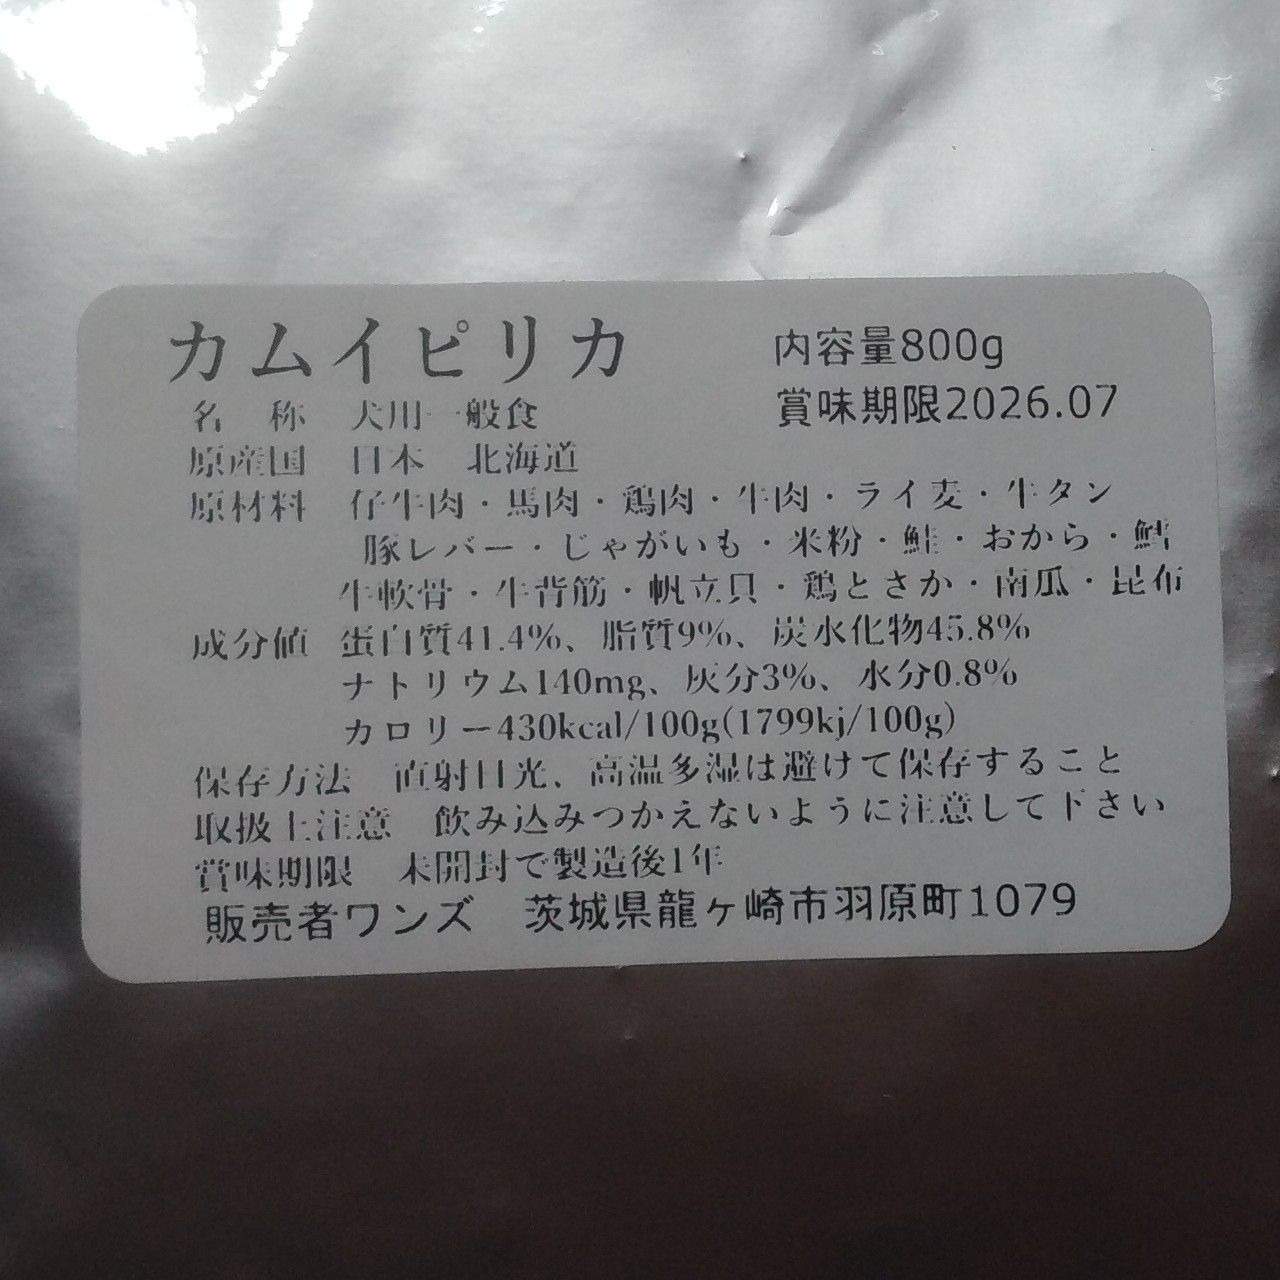 カムイピリカ
内容量800g
賞味期限2026.07
名　称　犬用一般食
原産国　日本　北海道
原材料　仔牛肉・馬肉・鶏肉・牛肉・ライ麦・牛タン
豚レバー・じゃがいも・米粉・鮭・おから・鱈
牛軟骨・牛背筋・帆立貝・鶏とさか・南瓜・昆布
成分値　蛋白質41.4%、脂質9%、炭水化物45.8%
ナトリウム140mg、灰分3%、水分0.8%
カロリー430kcal/100g(1799kj/100g)
保存方法　直射日光、高温多湿は避けて保存すること
取扱上注意　飲み込みつかえないように注意して下さい
賞味期限　未開封で製造後1年
販売者ワンズ　茨城県龍ヶ崎市羽原町1079